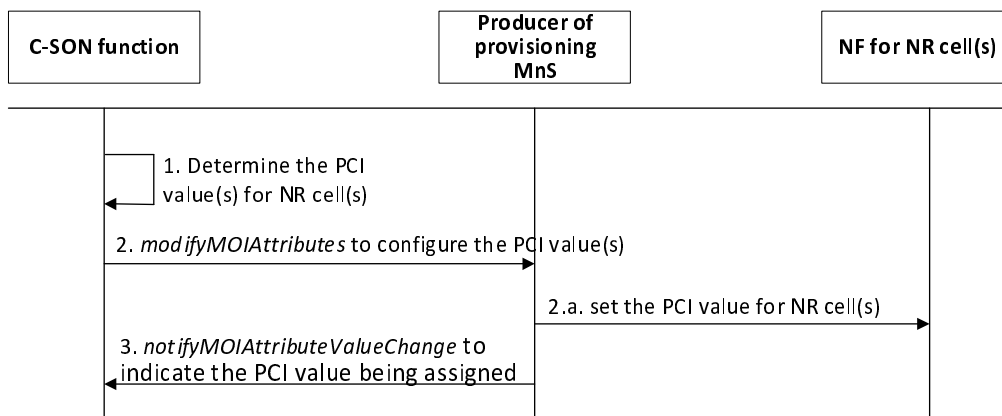 C-SON function
Producer of
provisioning
MnS
NF for NR cell(s)
1. Determine the PCI
value(s) for NR cell(s)
2. modifyMOIAttributes to configure the PCI value(s)
2.a. set the PCI value for NR cell(s)
3. notifyMOIAttributeValueChange to
indicate the PCI value being assigned